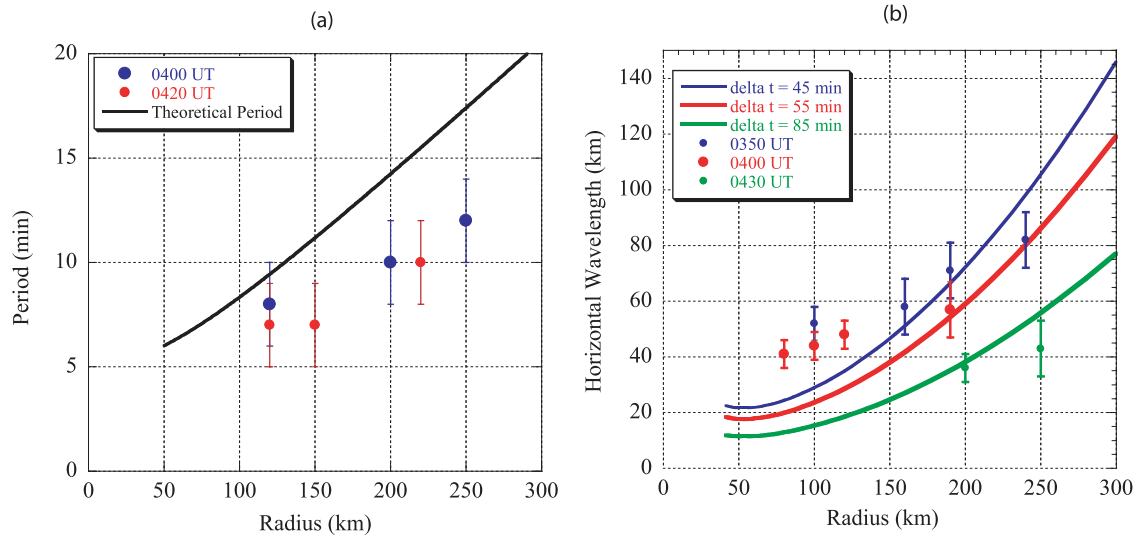 (a)
0400 UT
0420 UT
Theoretical Period
20
15
10
5
0
Period (min)
0
50
100
150
200
250
300
Radius (km)
(b)
delta t = 45 min
delta t = 55 min
delta t = 85 min
0350 UT
0400 UT
0430 UT
140
120
100
80
60
40
20
0
Horizontal Wavelength (km)
0
50
100
150
200
250
300
Radius (km)